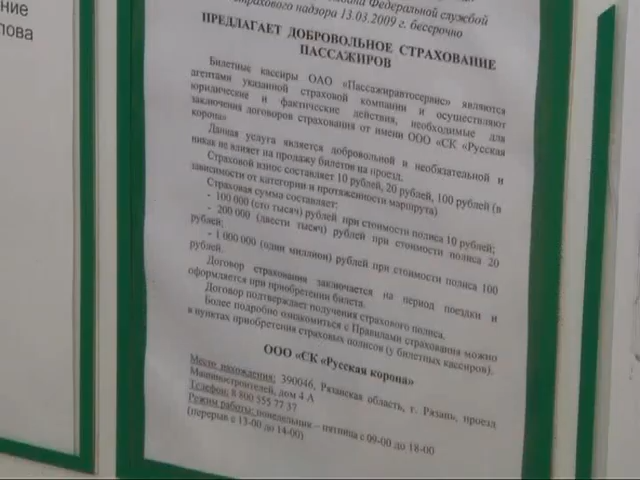 ние
лова
Федеральной службой
страхового надзора 13.03.2009 г. бессрочно
ПРЕДЛАГАЕТ ДОБРОВОЛЬНОЕ СТРАХОВАНИЕ
ПАССАЖИРОВ
Билетные кассиры ОАО «Пассажиравтосервис» являются
агентами указанной страховой компании и осуществляют
юридические и фактические действия, необходимые для
заключения договоров страхования от имени ООО «СК «Русская
корона»
Данная услуга является добровольной и необязательной и
никак не влияет на продажу билетов на проезд.
Страховой взнос составляет 10 рублей, 20 рублей, 100 рублей (в
зависимости от категории и протяженности маршрута)
Страховая сумма составляет:
- 100 000 (сто тысяч) рублей при стоимости полиса 10 рублей;
- 200 000 (двести тысяч) рублей при стоимости полиса 20
рублей;
- 1 000 000 (один миллион) рублей при стоимости полиса 100
рублей.
Договор страхования заключается на период поездки и
оформляется при приобретении билета.
Договор подтверждает получения страхового полиса.
Более подробно ознакомиться с Правилами страхования можно
в пунктах приобретения страховых полисов (у билетных кассиров).
ООО «СК «Русская корона»
Место нахождения: 390046, Рязанская область, г. Рязань, проезд
Машиностроителей, дом 4 А
Телефон: 8 800 355 77 37
Режим работы: понедельник – пятница с 09-00 до 18-00
(перерыв с 13-00 до 14-00)